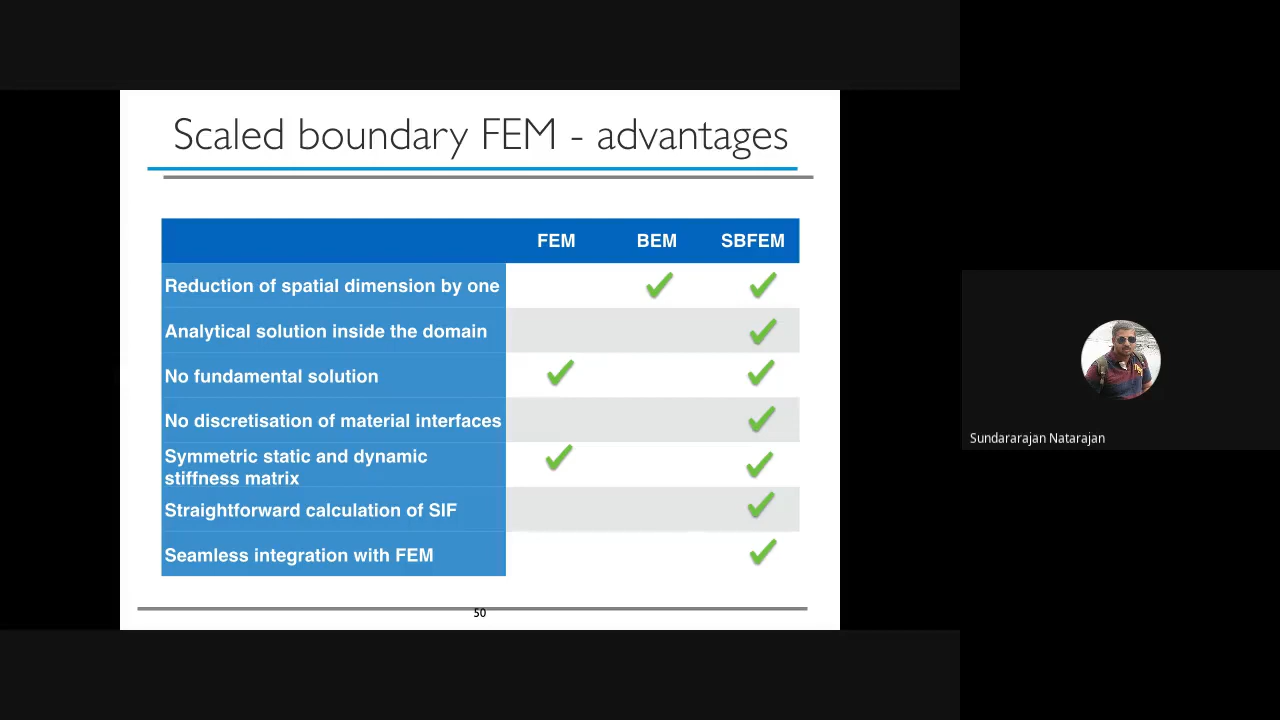 Scaled boundary FEM - advantages
FEM BEM SBFEM
Reduction of spatial dimension by one
Analytical solution inside the domain
No fundamental solution
No discretisation of material interfaces
Symmetric static and dynamic
stiffness matrix
Straightforward calculation of SIF
Seamless integration with FEM
50
Sundararajan Natarajan